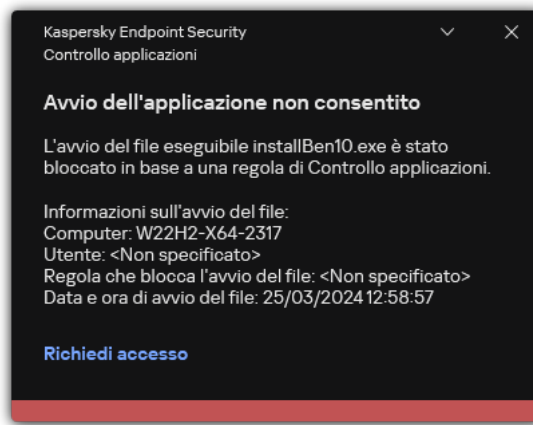 Kaspersky Endpoint Security
Controllo applicazioni
Avvio dell'applicazione non consentito
L'avvio del file eseguibile installBen10.exe è stato
bloccato in base a una regola di Controllo applicazioni.
Informazioni sull'avvio del file:
Computer: W22H2-X64-2317
Utente: <Non specificato>
Regola che blocca l'avvio del file: <Non specificato>
Data e ora di avvio del file: 25/03/2024 12:58:57
Richiedi accesso